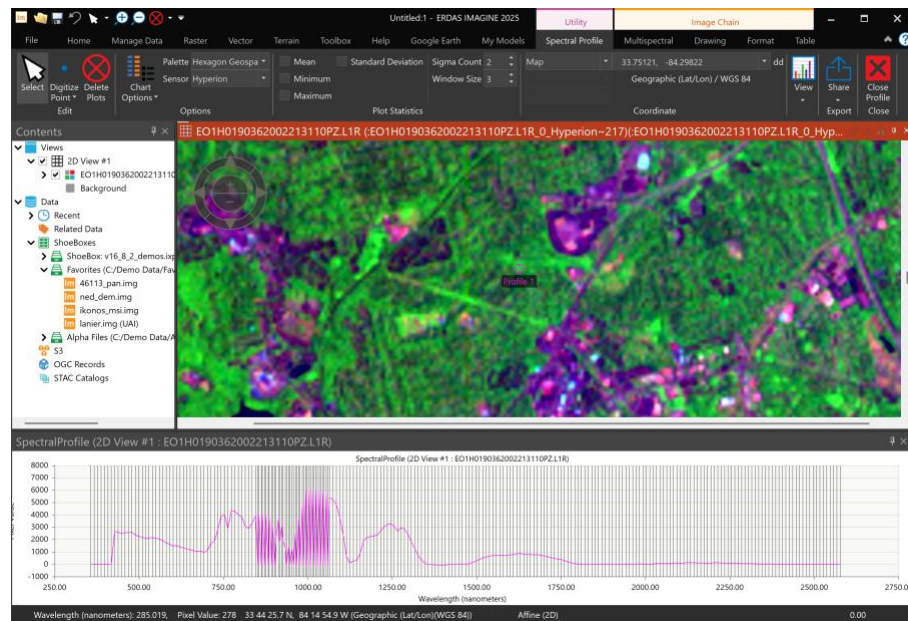 Untitled:1 - ERDAS IMAGINE 2025
Utility
Image Chain
File
Home
Manage Data
Raster
Vector
Terrain
Toolbox
Help
Google Earth
My Models
Spectral Profile
Multispectral
Drawing
Format
Table
Select
Digitize Point
Delete Plots
Edit
Chart Options
Palette Hexagon Geospa
Sensor Hyperion
Options
Mean
Minimum
Maximum
Standard Deviation
Sigma Count 2
Window Size 3
Plot Statistics
Map
33.75121, -84.29822
dd
Geographic (Lat/Lon) / WGS 84
Coordinate
View
Share
Export
Close Profile
Close
Contents
Views
2D View #1
EO1H0190362002213110
Background
Data
Recent
Related Data
ShoeBoxes
ShoeBox: v16_8_2_demos.ixp
Favorites (C:/Demo Data/Fav
46113_pan.img
ned_dem.img
ikonos_msi.img
lanier.img (UAI)
Alpha Files (C:/Demo Data/A
S3
OGC Records
STAC Catalogs
EO1H0190362002213110PZ.L1R (:EO1H0190362002213110PZ.L1R_0_Hyperion~217)(:EO1H0190362002213110PZ.L1R_0_Hyp...
Profile 1
SpectralProfile (2D View #1 : EO1H0190362002213110PZ.L1R)
SpectralProfile (2D View #1 : EO1H0190362002213110PZ.L1R)
8000
7000
6000
5000
4000
3000
2000
1000
0
-1000
250.00 500.00 750.00 1000.00 1250.00 1500.00 1750.00 2000.00 2250.00 2500.00 2750.0
Wavelength (nanometers)
Wavelength (nanometers): 285.019, Pixel Value: 278 33 44 25.7 N, 84 14 54.9 W (Geographic (Lat/Lon)(WGS 84)) Affine (2D) 0.00